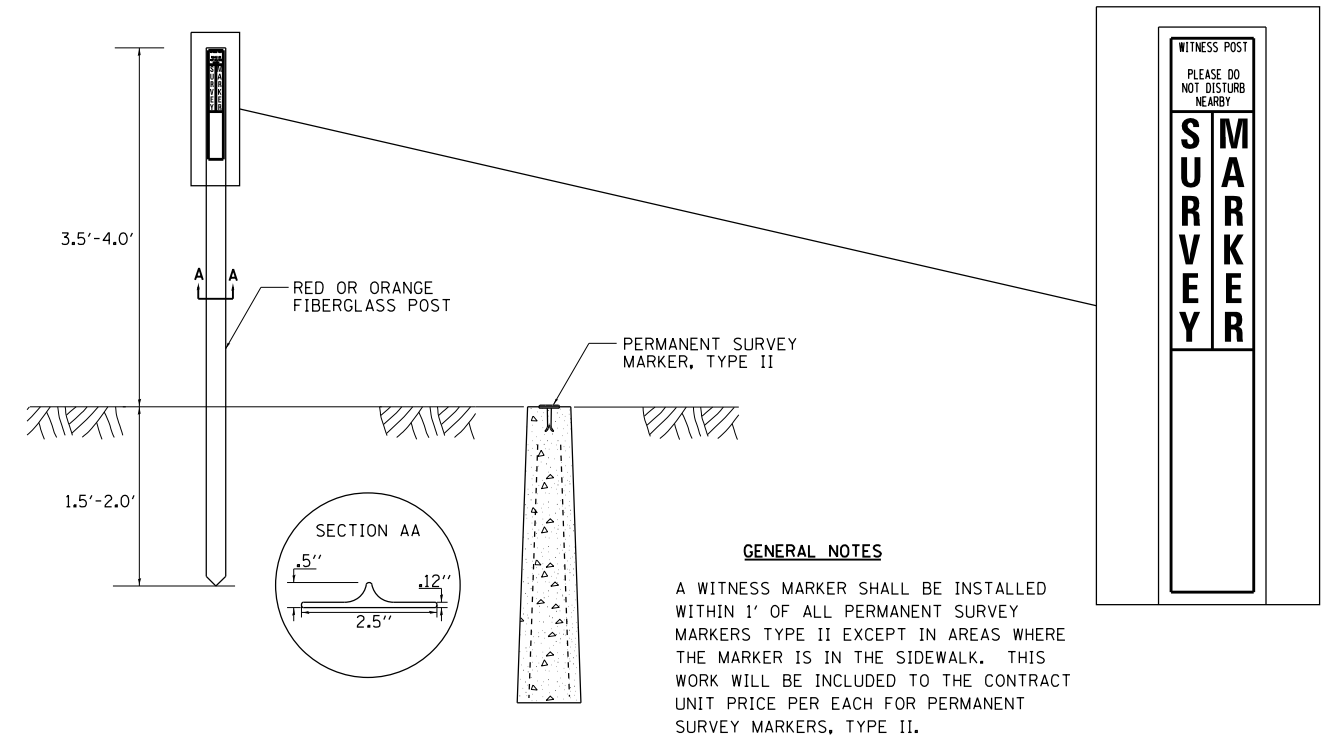 WITNESS POST
PLEASE DO
NOT DISTURB
NEARBY
SURVEY
MARKER
SURVEY
MARKER
3.5'-4.0'
A A
RED OR ORANGE
FIBERGLASS POST
PERMANENT SURVEY
MARKER, TYPE II
1.5'-2.0'
SECTION AA
.5''
.12''
2.5''
GENERAL NOTES
A WITNESS MARKER SHALL BE INSTALLED
WITHIN 1' OF ALL PERMANENT SURVEY
MARKERS TYPE II EXCEPT IN AREAS WHERE
THE MARKER IS IN THE SIDEWALK. THIS
WORK WILL BE INCLUDED TO THE CONTRACT
UNIT PRICE PER EACH FOR PERMANENT
SURVEY MARKERS, TYPE II.